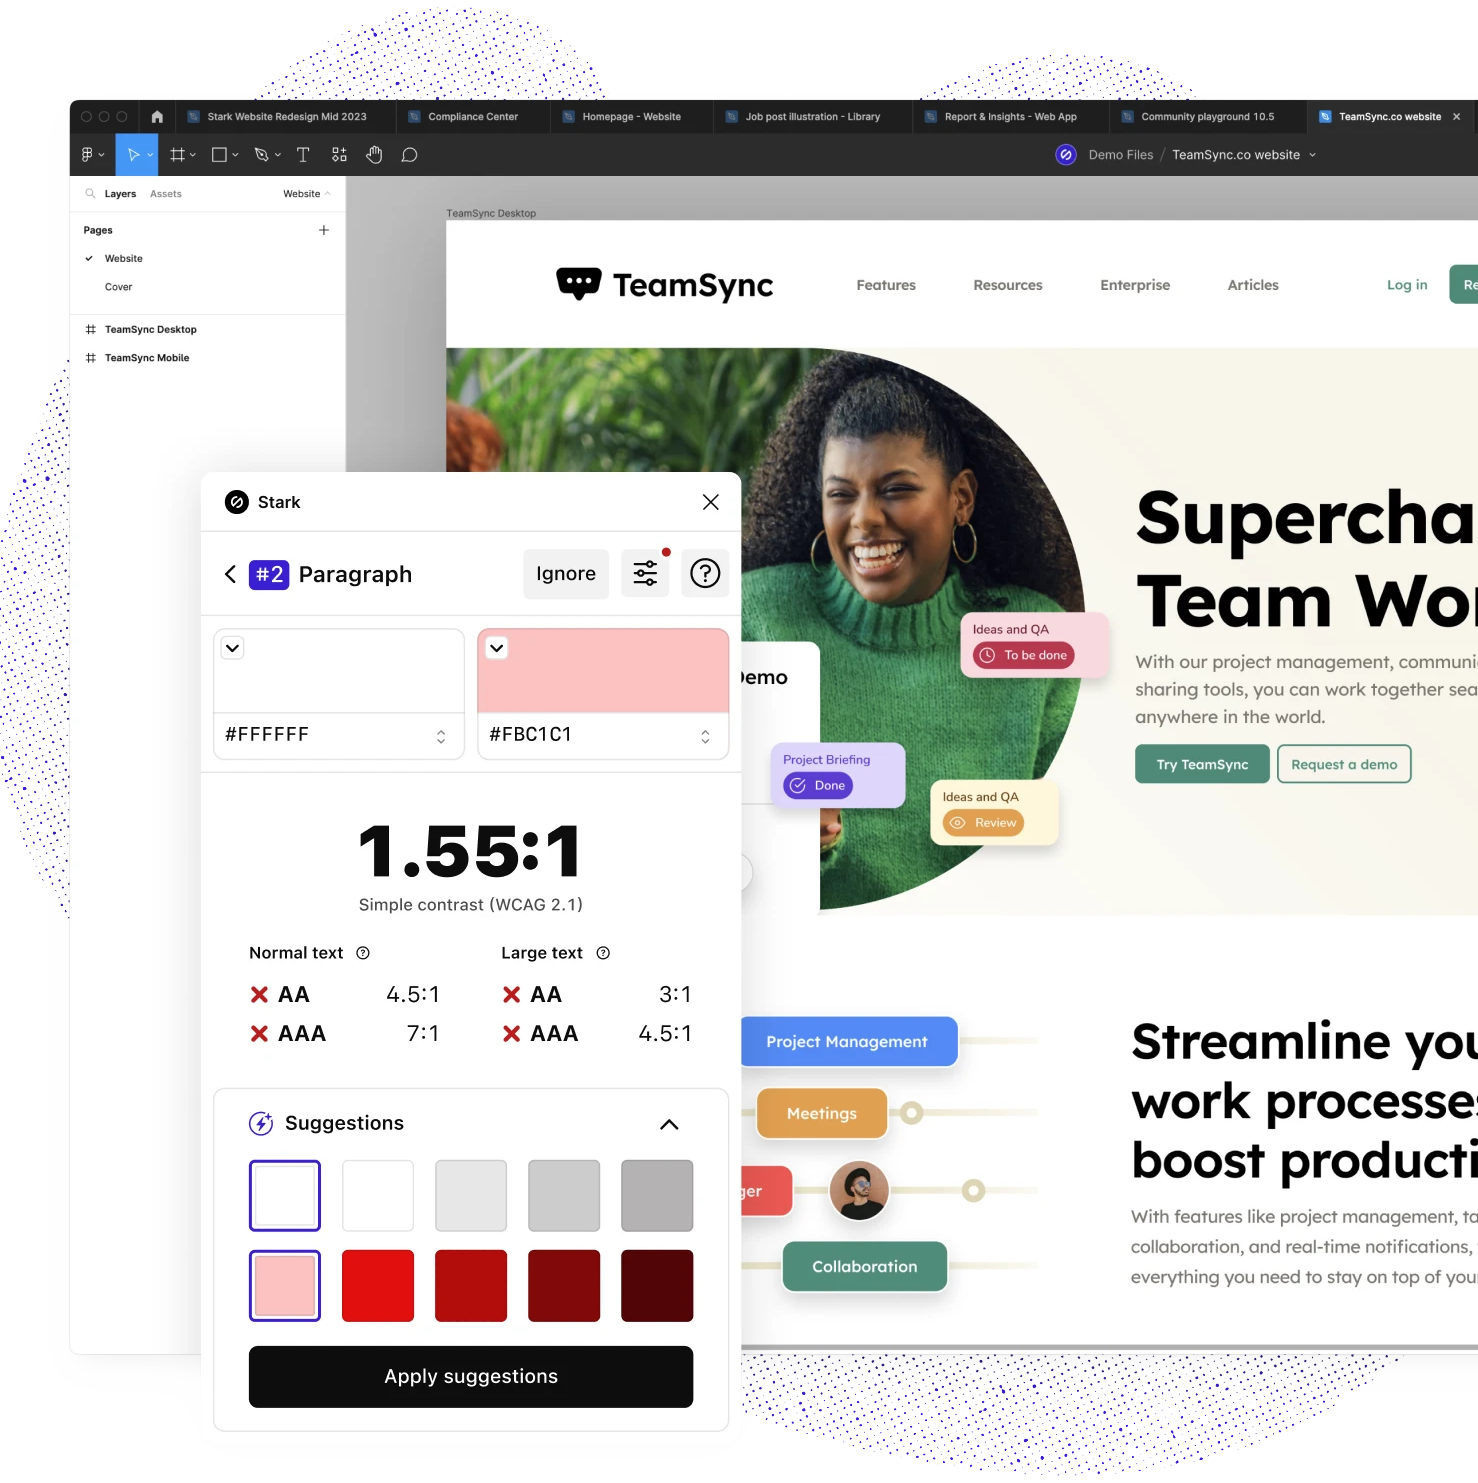 Stark Website Redesign Mid 2023
Compliance Center
Homepage - Website
Job post illustration - Library
Report & Insights - Web App
Community playground 10.5
TeamSync.co website
Demo Files / TeamSync.co website
Layers
Assets
Website
Pages
Website
Cover
TeamSync Desktop
TeamSync Mobile
TeamSync Desktop
TeamSync
Features
Resources
Enterprise
Articles
Log in
Re
Supercha
Team Wor
With our project management, communic
sharing tools, you can work together sea
anywhere in the world.
Try TeamSync
Request a demo
Ideas and QA
To be done
Project Briefing
Done
Ideas and QA
Review
Demo
Stark
#2 Paragraph
Ignore
#FFFFFF
#FBC1C1
1.55:1
Simple contrast (WCAG 2.1)
Normal text
AA 4.5:1
AAA 7:1
Large text
AA 3:1
AAA 4.5:1
Suggestions
Apply suggestions
Project Management
Meetings
ger
Collaboration
Streamline you
work processes
boost producti
With features like project management, ta
collaboration, and real-time notifications,
everything you need to stay on top of your